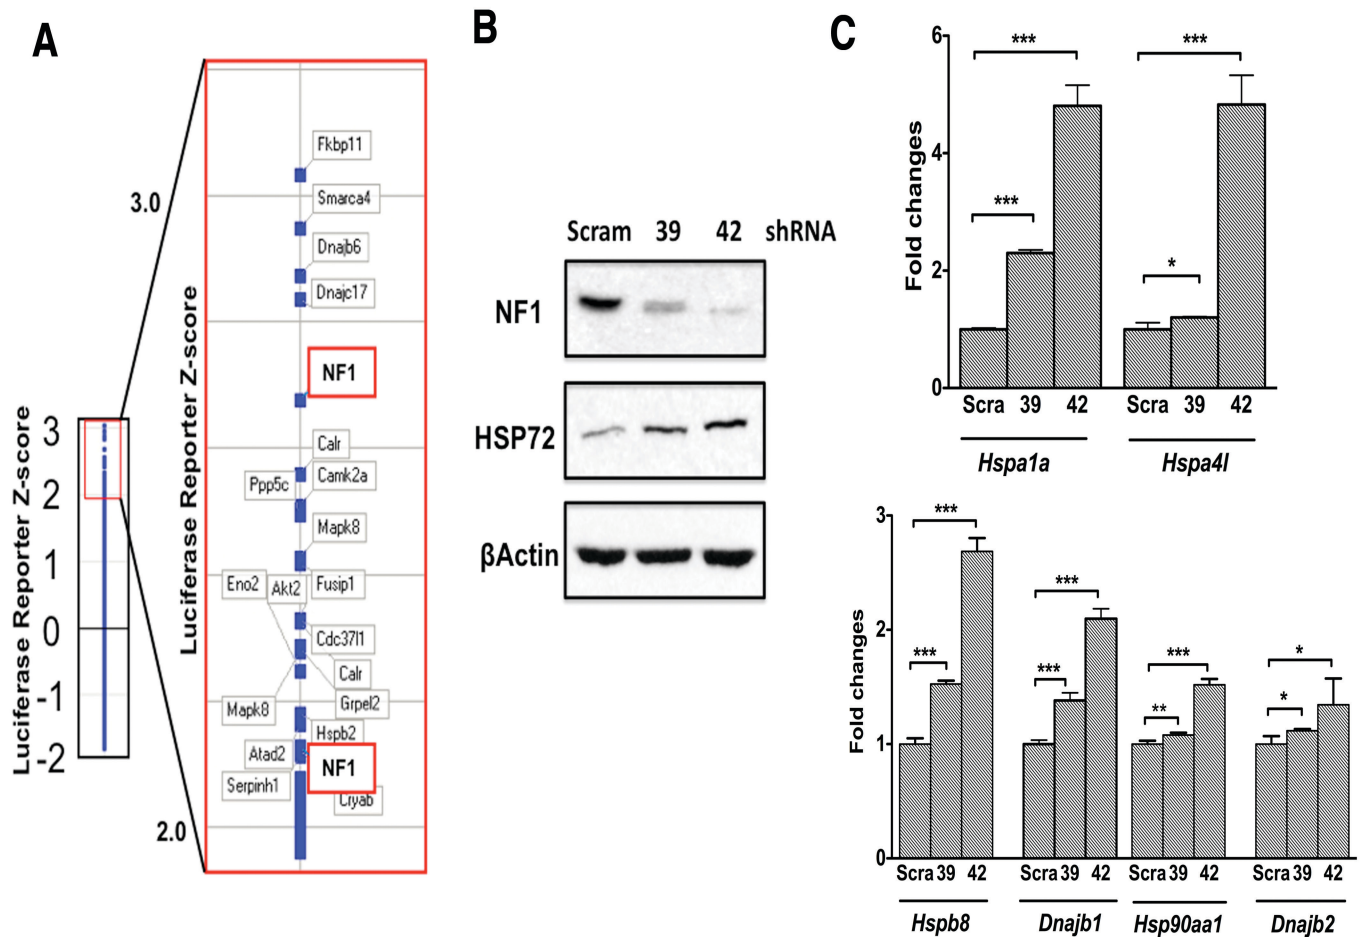 A
Luciferase Reporter Z-score
3
2
1
0
-1
-2
3.0
2.0
Luciferase Reporter Z-score
Fkbp11
Smarca4
Dnajb6
Dnajc17
NF1
Calr
Ppp5c
Camk2a
Mapk8
Eno2
Akt2
Fusip1
Cdc37l1
Calr
Grpel2
Mapk8
Hspb2
Atad2
NF1
Serpinh1
Cryab
B
Scram 39 42 shRNA
NF1
HSP72
βActin
C
Fold changes
6
4
2
0
*** ***
*** *
Scra 39 42 Scra 39 42
Hspa1a Hspa4l
Fold changes
3
2
1
0
***
*** *** *
*** *** ** *
Scra 39 42 Scra 39 42 Scra 39 42 Scra 39 42
Hspb8 Dnajb1 Hsp90aa1 Dnajb2